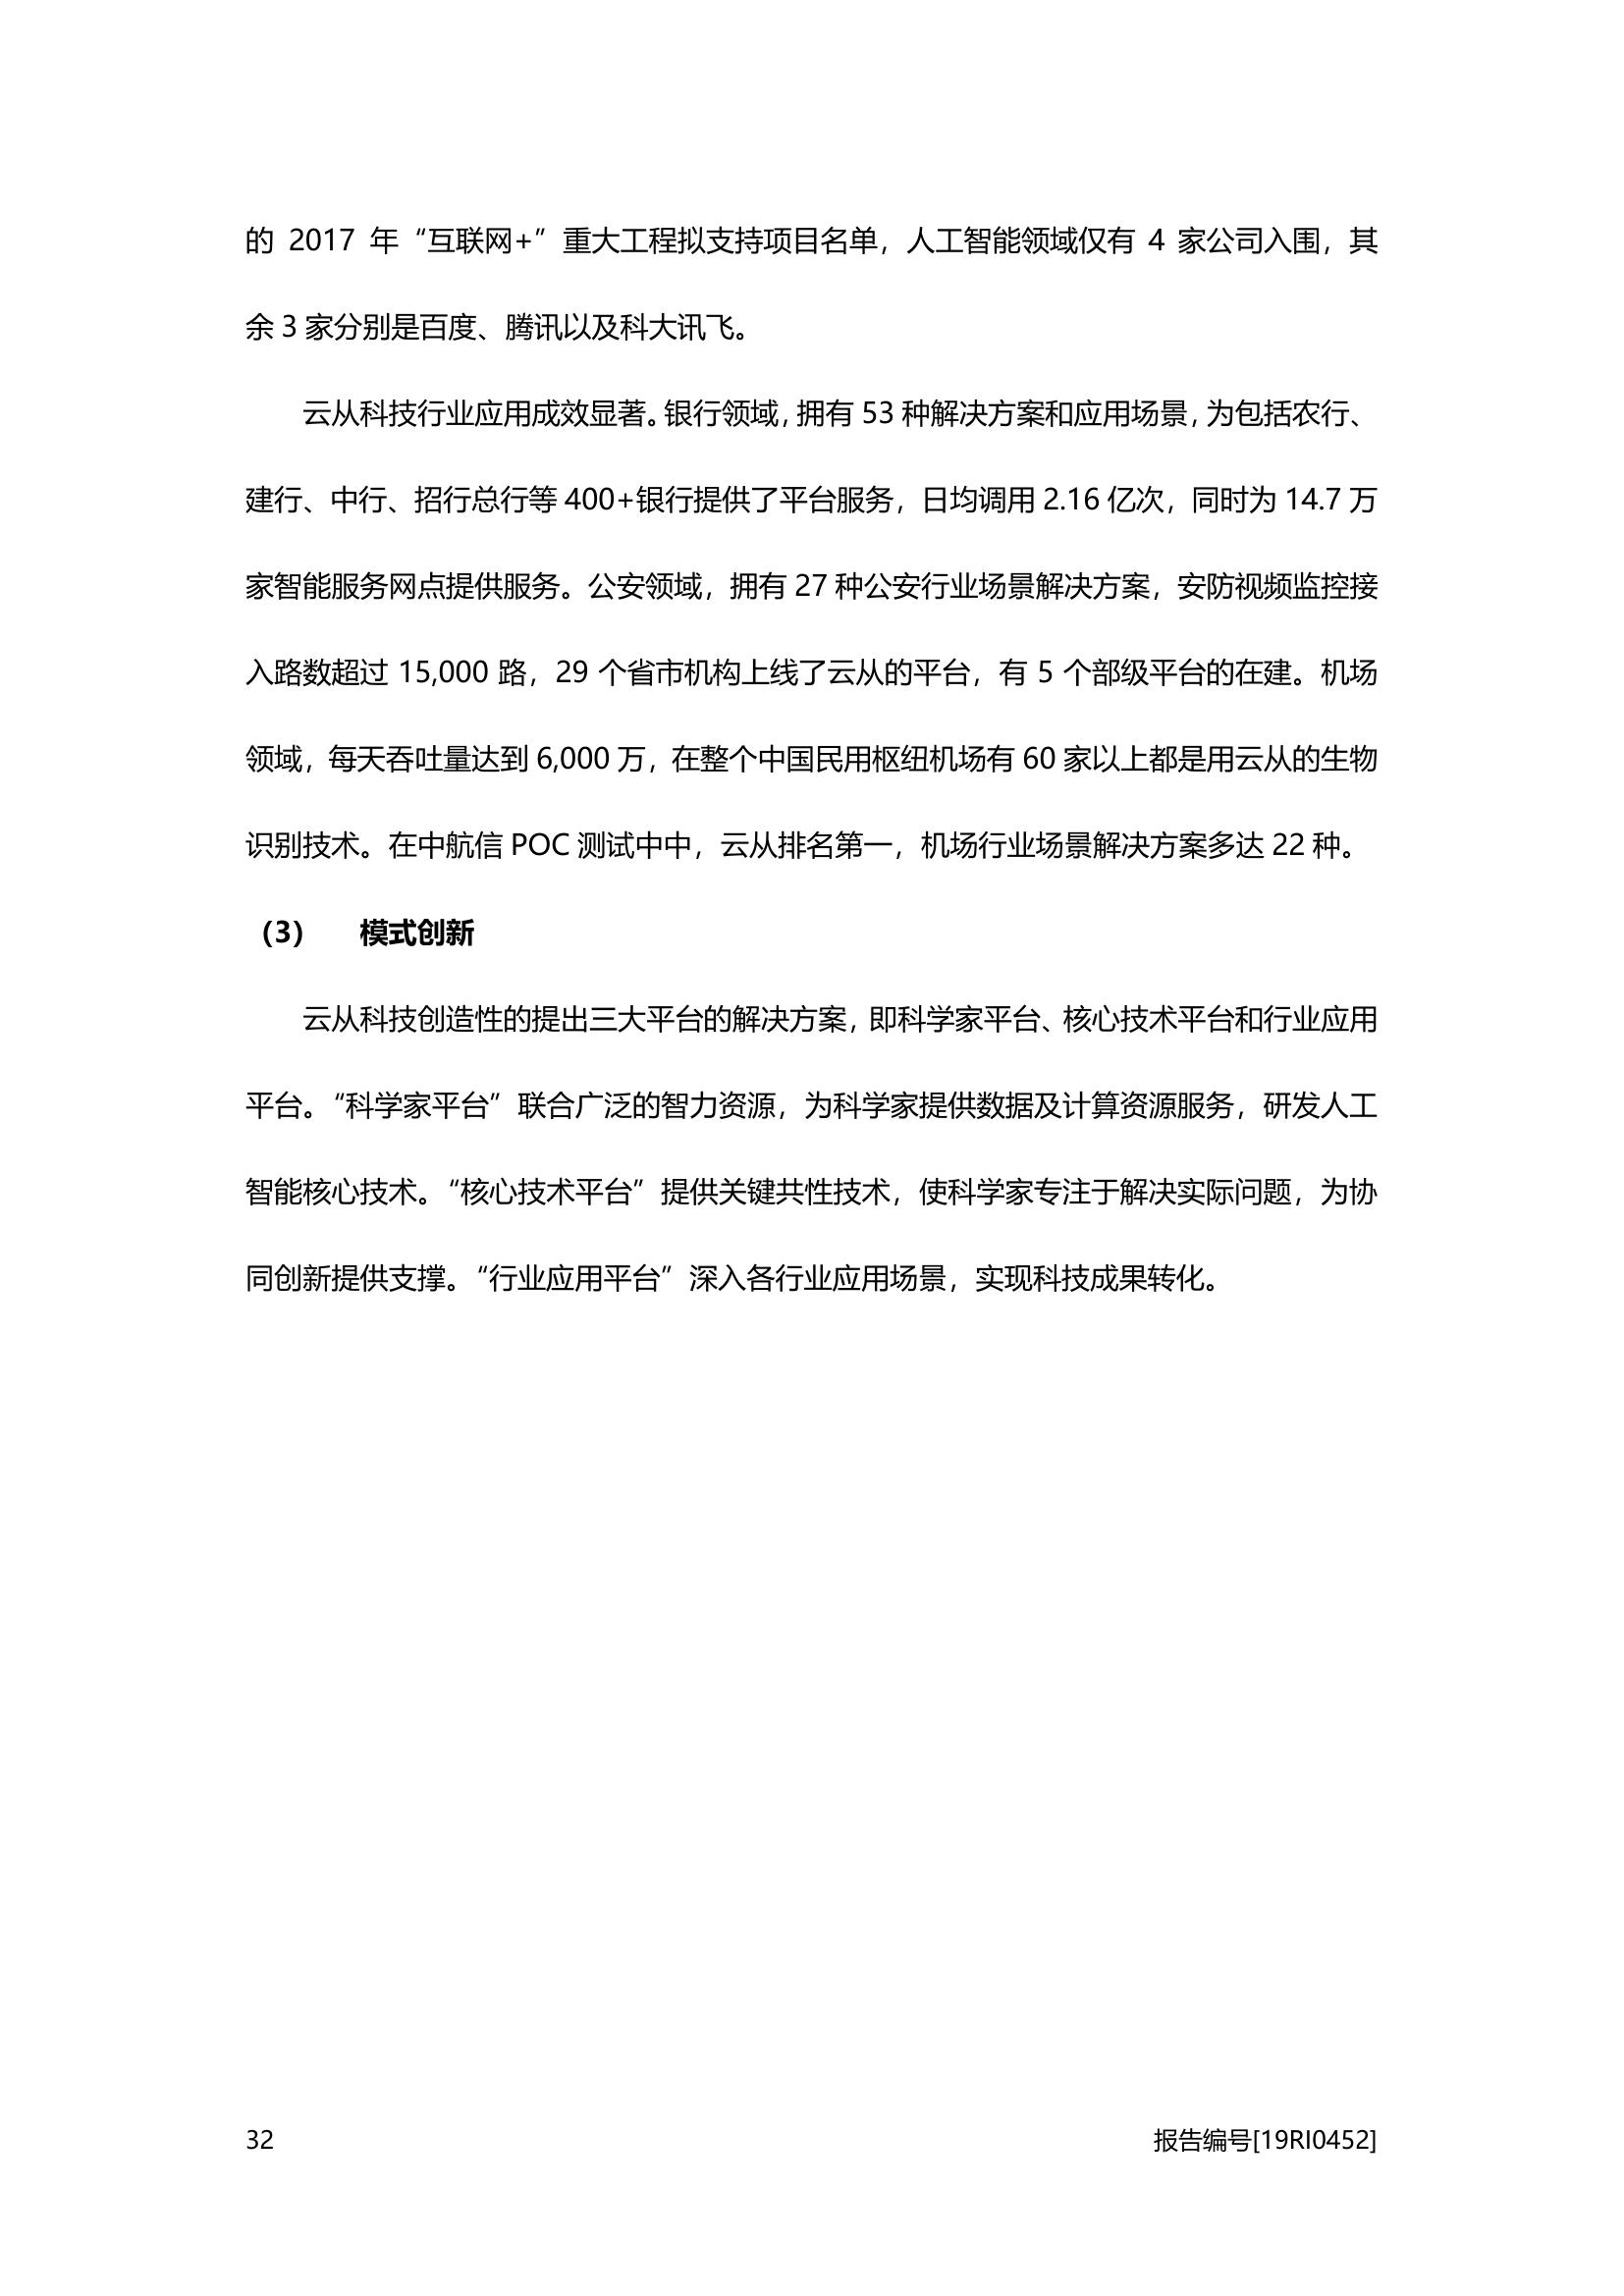 的 2017 年“互联网+”重大工程拟支持项目名单，人工智能领域仅有 4 家公司入围，其
余 3 家分别是百度、腾讯以及科大讯飞。
云从科技行业应用成效显著。银行领域，拥有 53 种解决方案和应用场景，为包括农行、
建行、中行、招行总行等 400+银行提供了平台服务，日均调用 2.16 亿次，同时为 14.7 万
家智能服务网点提供服务。公安领域，拥有 27 种公安行业场景解决方案，安防视频监控接
入路数超过 15,000 路，29 个省市机构上线了云从的平台，有 5 个部级平台的在建。机场
领域，每天吞吐量达到 6,000 万，在整个中国民用枢纽机场有 60 家以上都是用云从的生物
识别技术。在中航信 POC 测试中中，云从排名第一，机场行业场景解决方案多达 22 种。
（3） 模式创新
云从科技创造性的提出三大平台的解决方案，即科学家平台、核心技术平台和行业应用
平台。“科学家平台”联合广泛的智力资源，为科学家提供数据及计算资源服务，研发人工
智能核心技术。“核心技术平台”提供关键共性技术，使科学家专注于解决实际问题，为协
同创新提供支撑。“行业应用平台”深入各行业应用场景，实现科技成果转化。
32 报告编号[19RI0452]